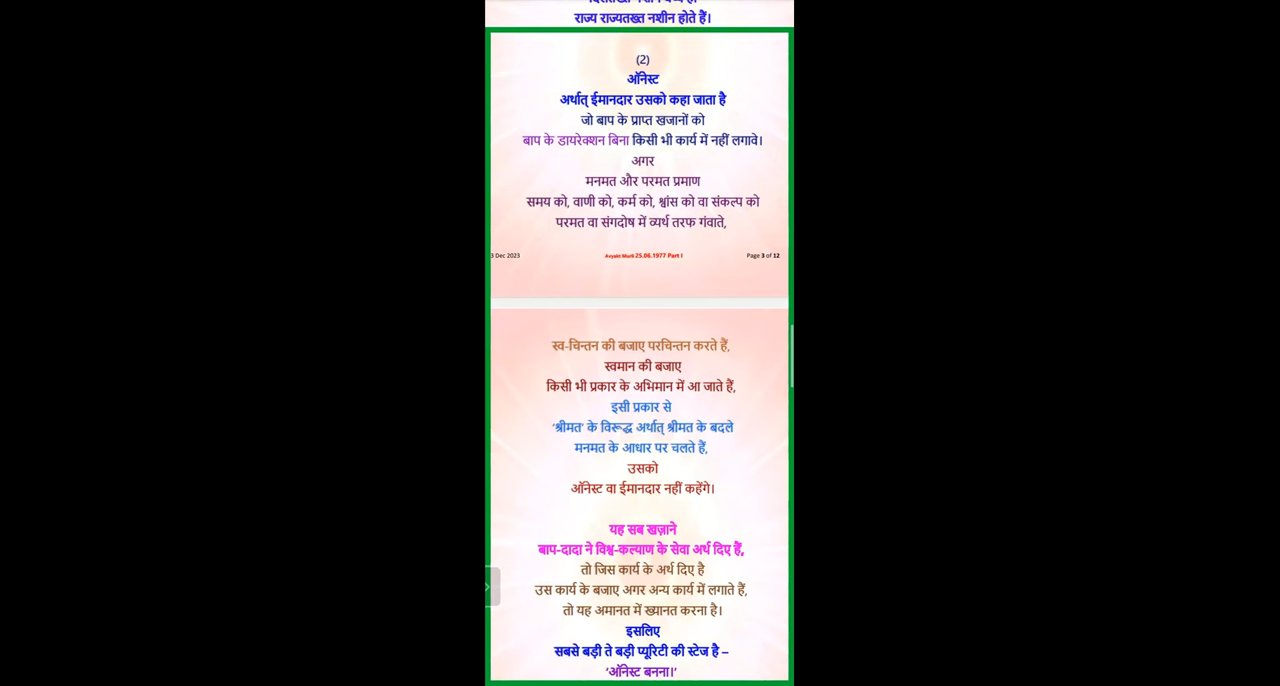 राज्य राज्यतख्त नशीन होते हैं।
(2)
ऑनेस्ट
अर्थात् ईमानदार उसको कहा जाता है
जो बाप के प्राप्त खजानों को
बाप के डायरेक्शन बिना किसी भी कार्य में नहीं लगावे।
अगर
मनमत और परमत प्रमाण
समय को, वाणी को, कर्म को, श्वांस को वा संकल्प को
परमत वा संगदोष में व्यर्थ तरफ गंवाते,
3 Dec 2023 Avyakt Murli 25.06.1977 Part I Page 3 of 12
स्व-चिन्तन की बजाए परचिन्तन करते हैं,
स्वमान की बजाए
किसी भी प्रकार के अभिमान में आ जाते हैं,
इसी प्रकार से
'श्रीमत' के विरूद्ध अर्थात् श्रीमत के बदले
मनमत के आधार पर चलते हैं,
उसको
ऑनेस्ट वा ईमानदार नहीं कहेंगे।
यह सब खज़ाने
बाप-दादा ने विश्व-कल्याण के सेवा अर्थ दिए हैं,
तो जिस कार्य के अर्थ दिए है
उस कार्य के बजाए अगर अन्य कार्य में लगाते हैं,
तो यह अमानत में ख्यानत करना है।
इसलिए
सबसे बड़ी ते बड़ी प्यूरिटी की स्टेज है –
'ऑनेस्ट बनना।'